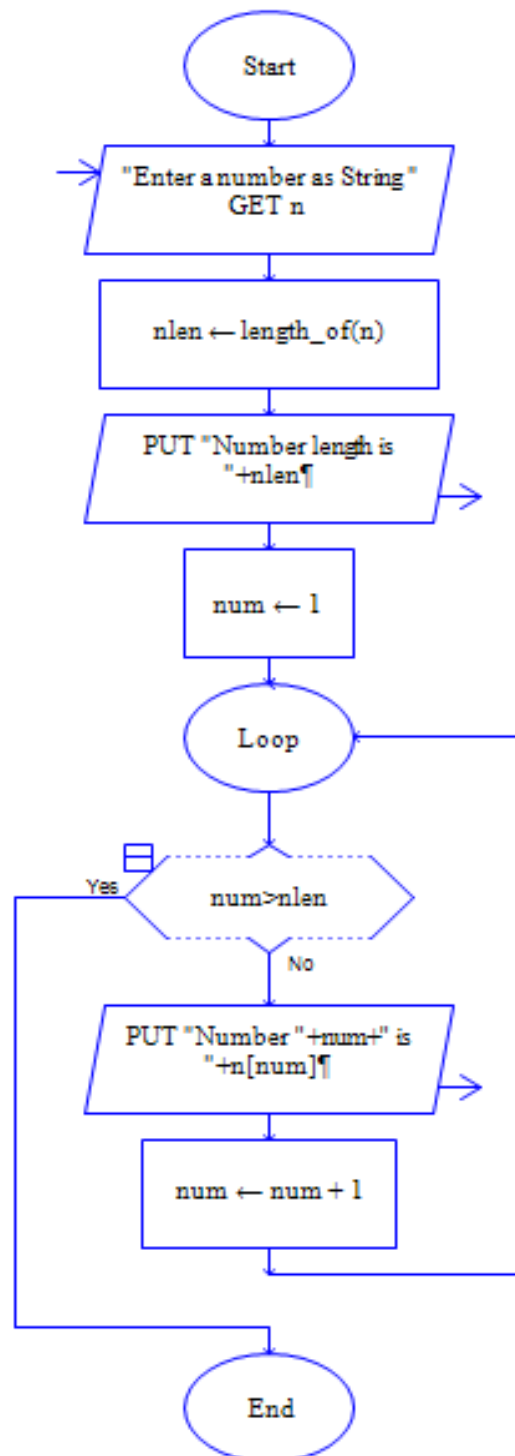 Start
"Enter a number as String"
GET n
nlen ← length_of(n)
PUT "Number length is
"+nlen¶
num ← 1
Loop
Yes
num>nlen
No
PUT "Number "+num+" is
"+n[num]¶
num ← num + 1
End